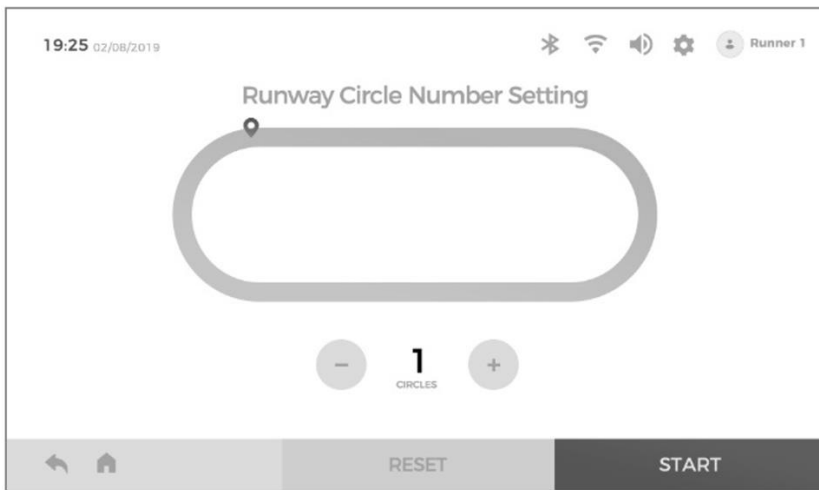 19:25 02/08/2019 Runner 1
Runway Circle Number Setting
1
CIRCLES
RESET START